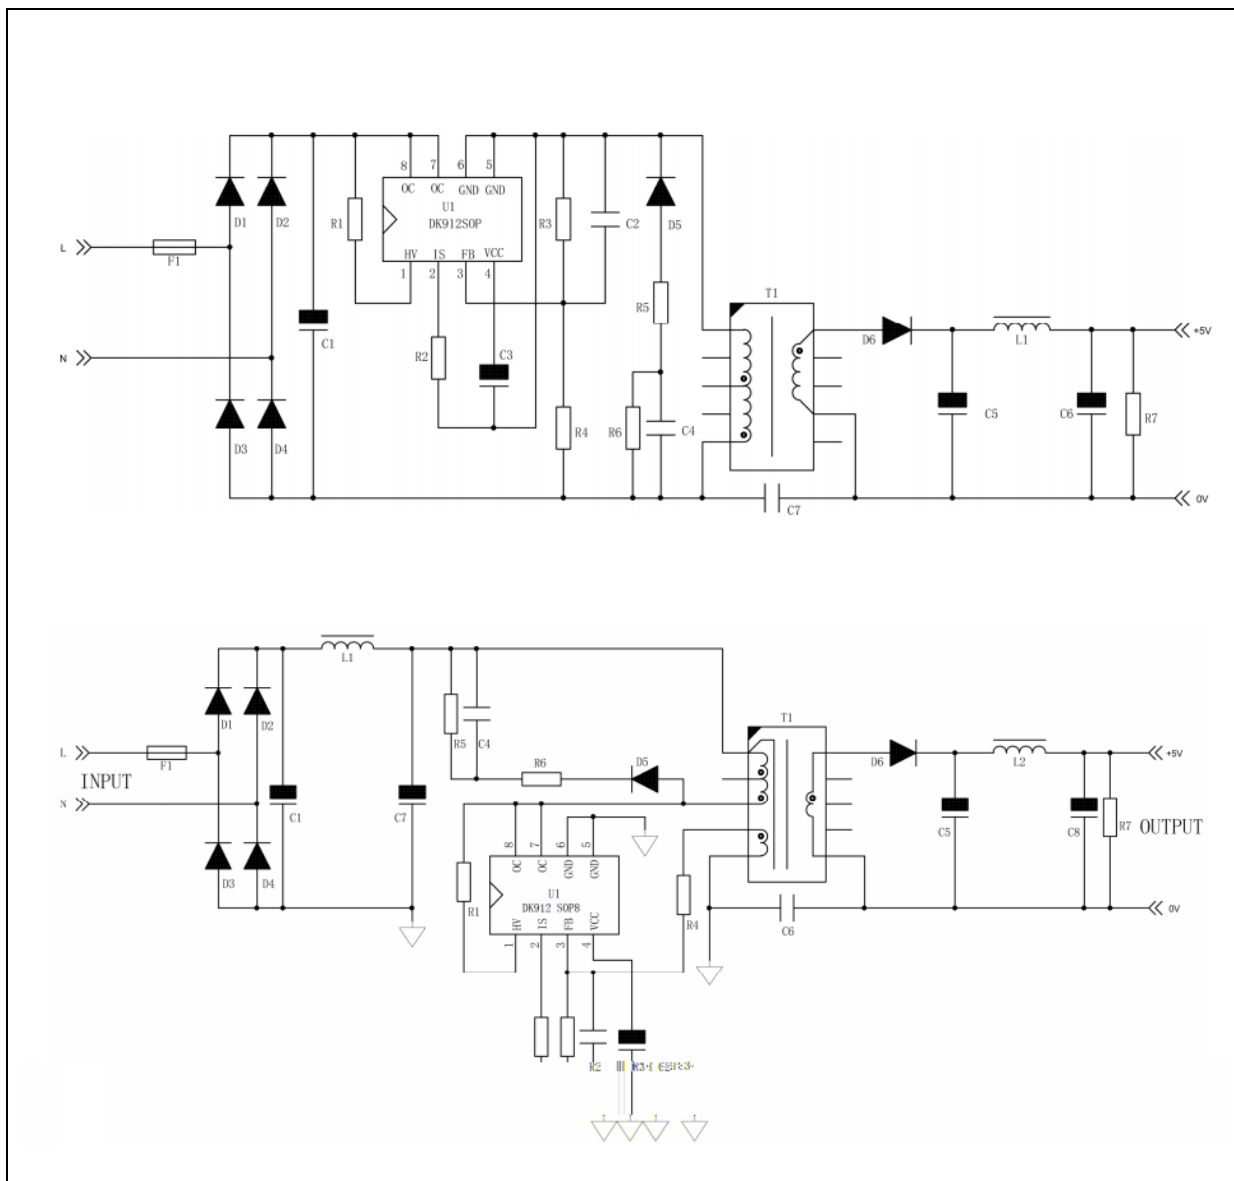 8 7 6 5
OC OC GND GND
U1
DK912SOP
HV IS FB VCC
1 2 3 4
D1 D2
R1
R3
C2
D5
L
F1
R5
T1
C1
N
R2
C3
D6
L1
+5V
D3 D4
R4
R6
C4
C5
C6
R7
C7
0V
L1
D1 D2
R5
C4
T1
L
F1
INPUT
R6
D5
D6
L2
+5V
N
C1
C7
C5
C8
R7
OUTPUT
8 7 6 5
OC OC GND GND
D3 D4
R1
U1
DK912 SOP8
HV IS FB VCC
1 2 3 4
R4
C6
0V
R2
R3